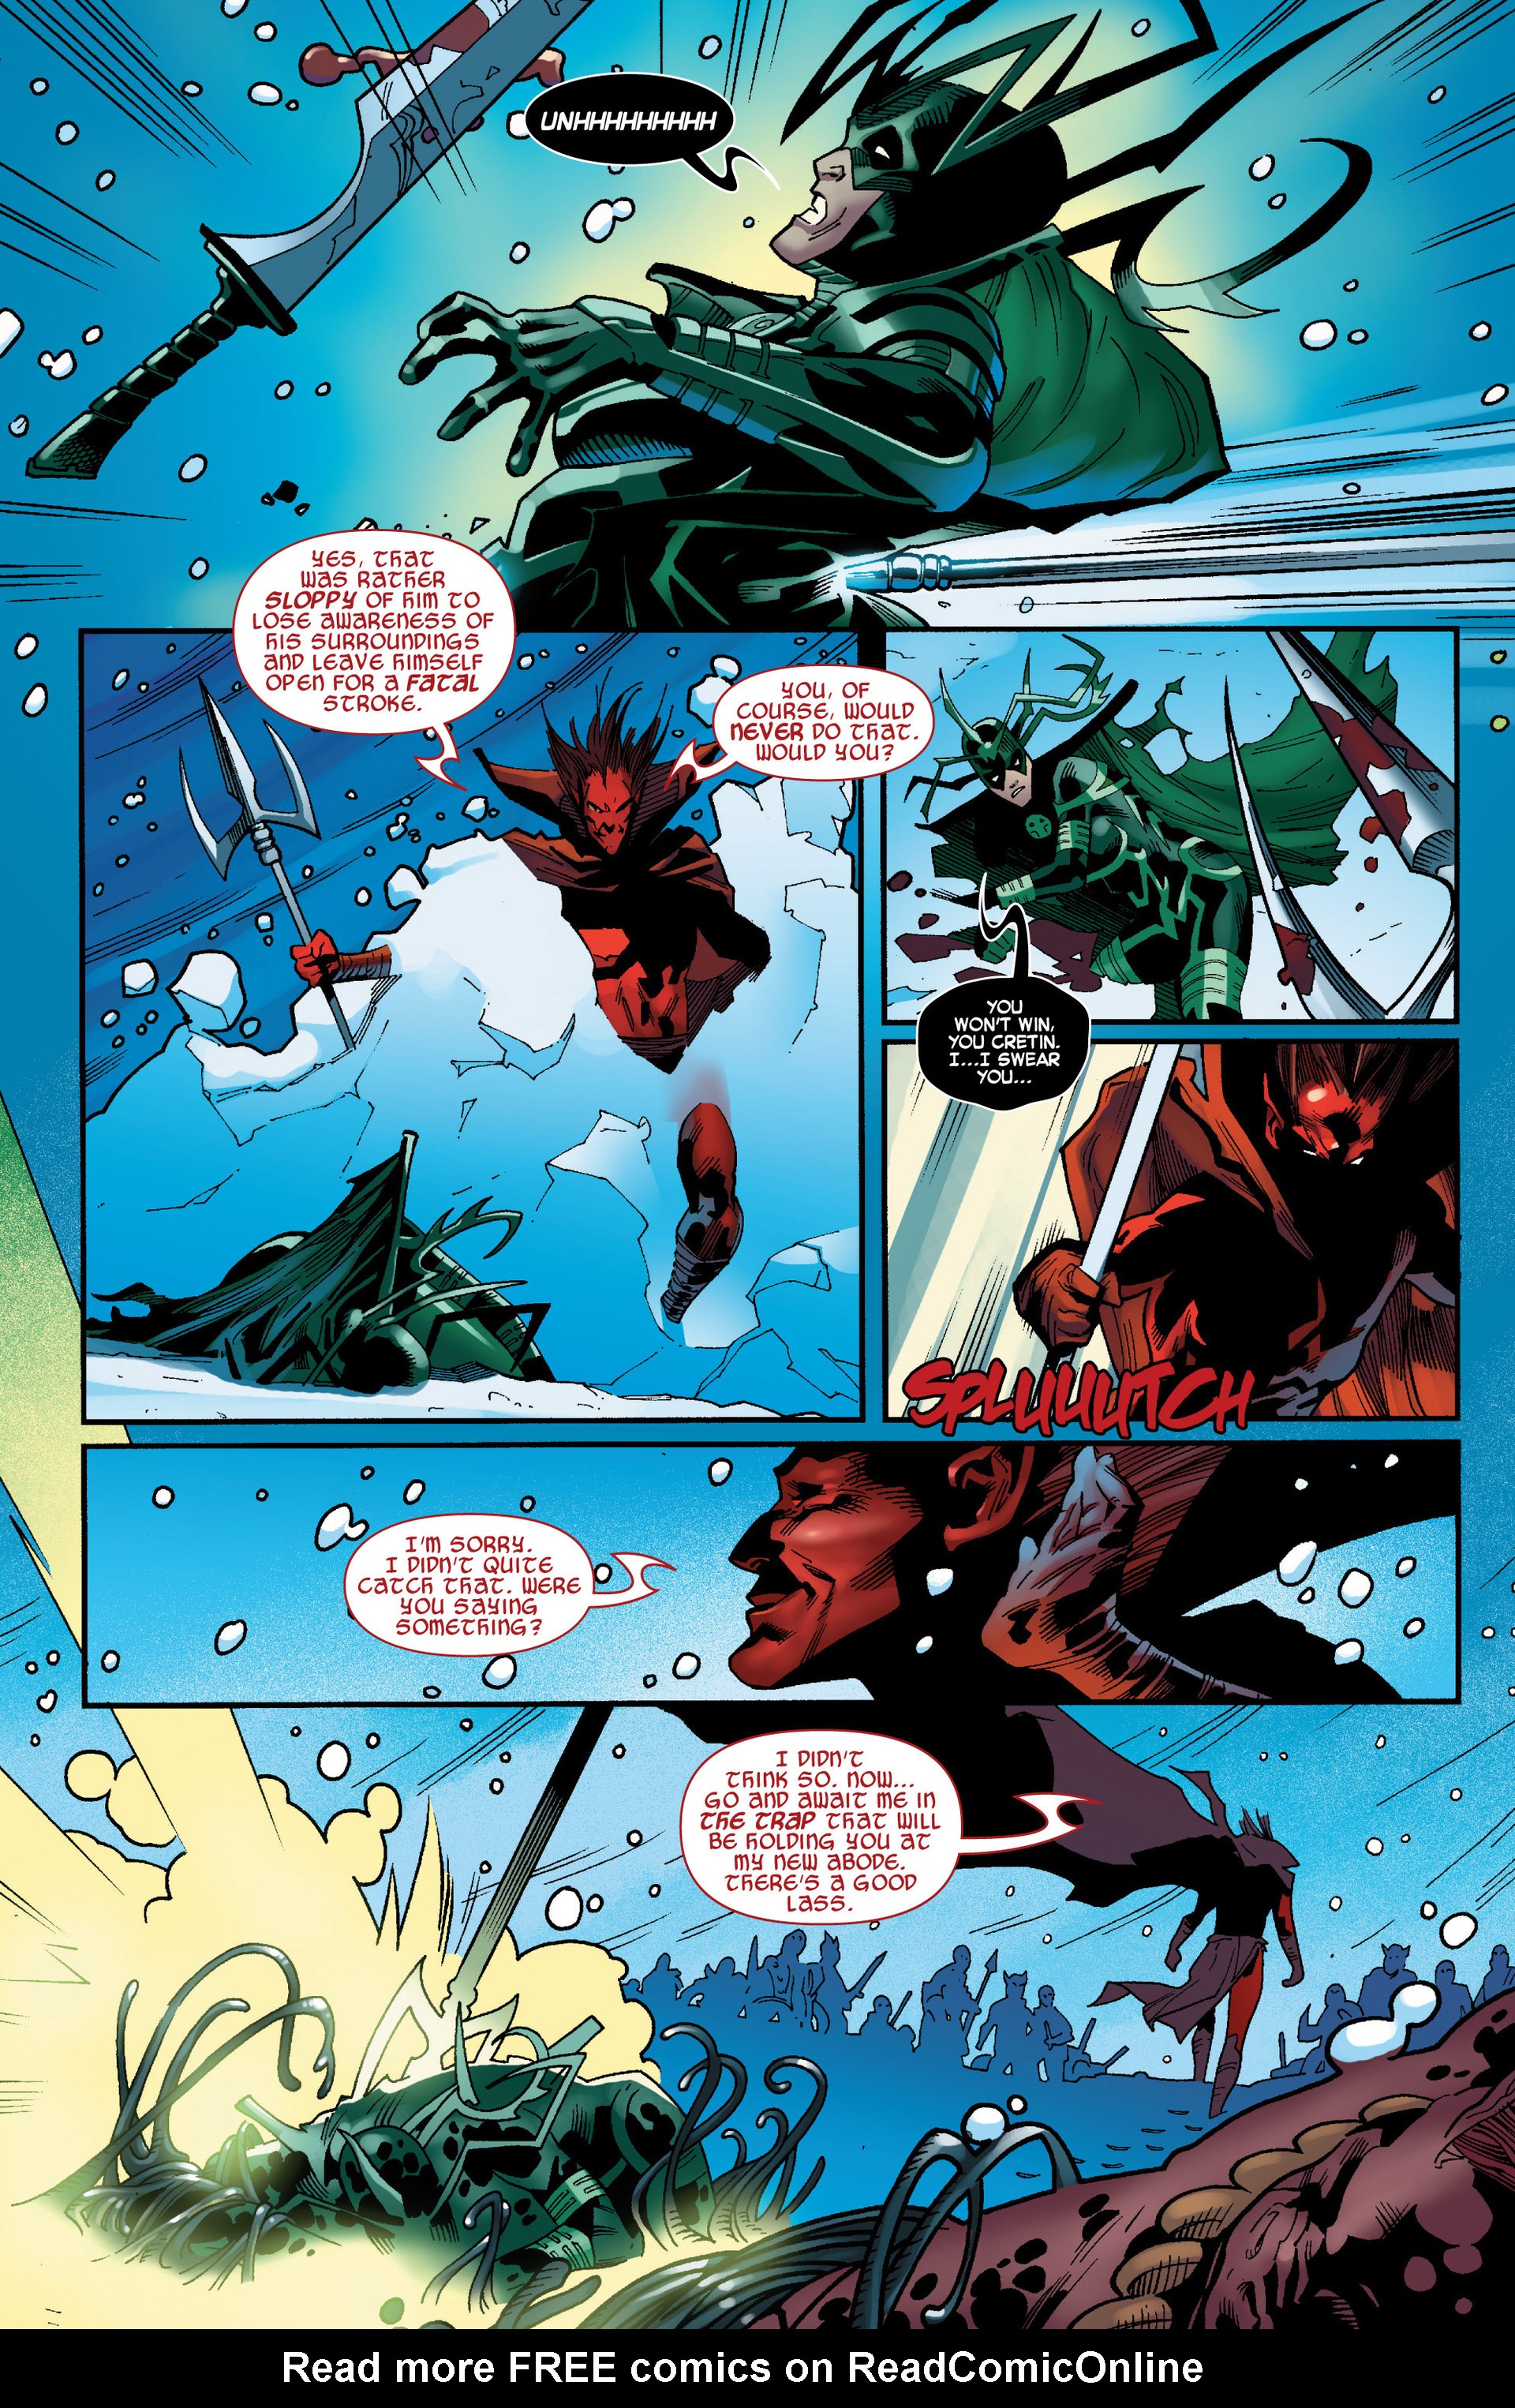 UNHHHHHHHHHH
YES, THAT
WAS RATHER
SLOPPY OF HIM TO
LOSE AWARENESS OF
HIS SURROUNDINGS
AND LEAVE HIMSELF
OPEN FOR A FATAL
STROKE.
YOU, OF
COURSE, WOULD
NEVER DO THAT.
WOULD YOU?
YOU
WON'T WIN,
YOU CRETIN.
I...I SWEAR
YOU...
SPLUUUTCH
I'M SORRY.
I DIDN'T QUITE
CATCH THAT. WERE
YOU SAYING
SOMETHING?
I DIDN'T
THINK SO. NOW...
GO AND AWAIT ME IN
THE TRAP THAT WILL
BE HOLDING YOU AT
MY NEW ABODE.
THERE'S A GOOD
LASS.
Read more FREE comics on ReadComicOnline